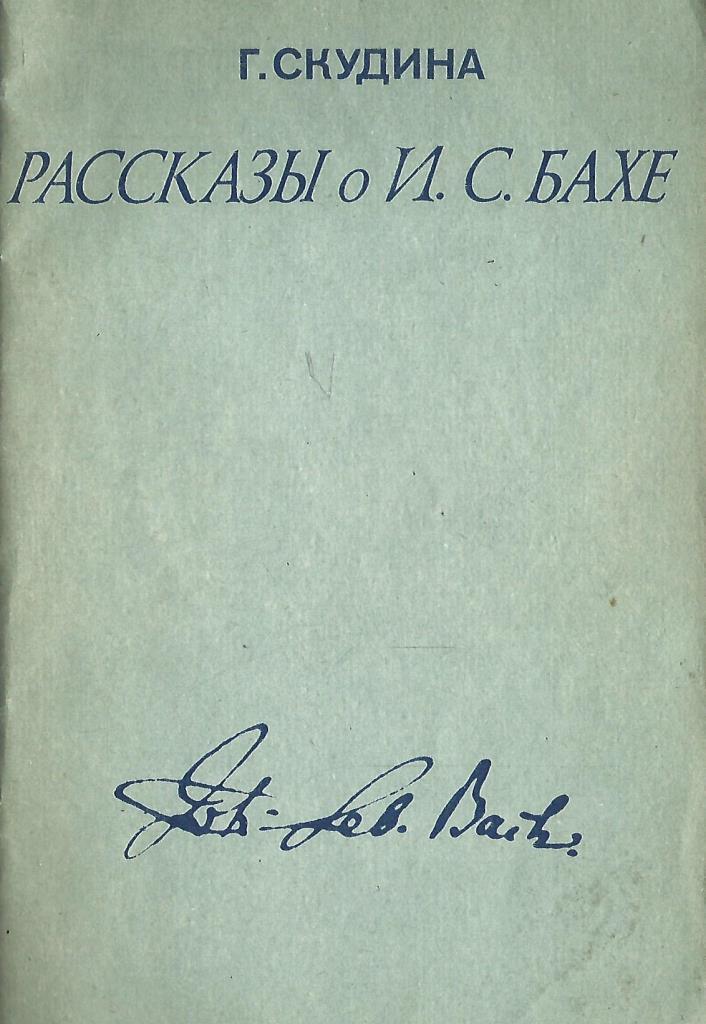 Г. СКУДИНА
РАССКАЗЫ о И. С. БАХЕ
Joh: Seb. Bach.